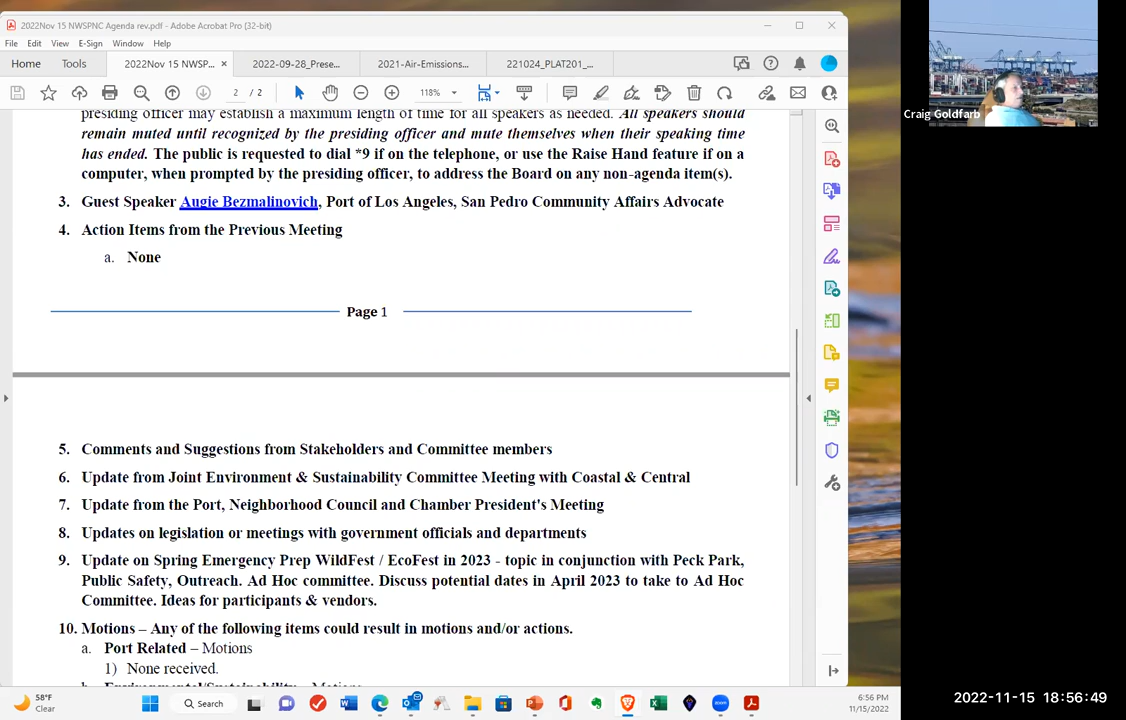 2022Nov 15 NWSPNC Agenda rev.pdf - Adobe Acrobat Pro (32-bit)
File Edit View E-Sign Window Help
Home Tools 2022Nov 15 NWSP... × 2022-09-28_Prese... 2021-Air-Emissions... 221024_PLAT201_...
2 / 2 118%
presiding officer may establish a maximum length of time for all speakers as needed. All speakers should
remain muted until recognized by the presiding officer and mute themselves when their speaking time
has ended. The public is requested to dial *9 if on the telephone, or use the Raise Hand feature if on a
computer, when prompted by the presiding officer, to address the Board on any non-agenda item(s).
3. Guest Speaker Augie Bezmalinovich, Port of Los Angeles, San Pedro Community Affairs Advocate
4. Action Items from the Previous Meeting
a. None
Page 1
5. Comments and Suggestions from Stakeholders and Committee members
6. Update from Joint Environment & Sustainability Committee Meeting with Coastal & Central
7. Update from the Port, Neighborhood Council and Chamber President's Meeting
8. Updates on legislation or meetings with government officials and departments
9. Update on Spring Emergency Prep WildFest / EcoFest in 2023 - topic in conjunction with Peck Park,
Public Safety, Outreach. Ad Hoc committee. Discuss potential dates in April 2023 to take to Ad Hoc
Committee. Ideas for participants & vendors.
10. Motions – Any of the following items could result in motions and/or actions.
a. Port Related – Motions
1) None received.
b. Environmental/Sustainability – Motions
58°F
Clear
Search
6:56 PM
11/15/2022
Craig Goldfarb
2022-11-15 18:56:49